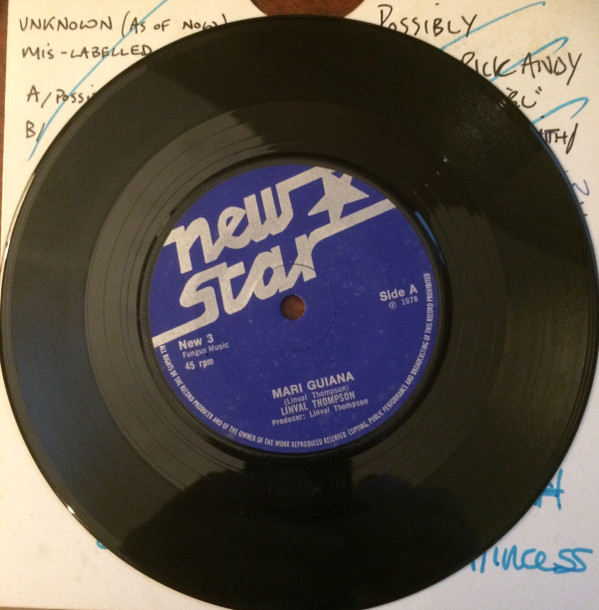 UNKNOWN (AS OF NOW)
MIS-LABELLED
A/
B/
POSSIBLY
ANDY
new
star
Side A
℗ 1978
New 3
Fungus Music
45 rpm
MARI GUIANA
(Linval Thompson)
LINVAL THOMPSON
Producer: Linval Thompson
ALL RIGHTS OF THE RECORD PRODUCER AND OF THE OWNER OF THE WORK REPRODUCED RESERVED. COPYING, PUBLIC PERFORMANCE AND BROADCASTING OF THIS RECORD PROHIBITED